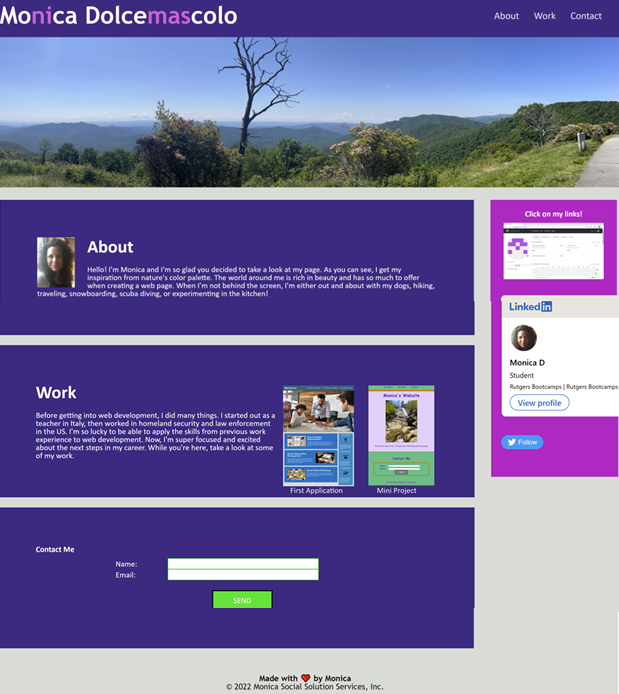 Monica Dolcemascolo
About
Work
Contact
About
Hello! I'm Monica and I'm so glad you decided to take a look at my page. As you can see, I get my
inspiration from nature's color palette. The world around me is rich in beauty and has so much to offer
when creating a web page. When I'm not behind the screen, I'm either out and about with my dogs, hiking,
traveling, snowboarding, scuba diving, or experimenting in the kitchen!
Work
Before getting into web development, I did many things. I started out as a
teacher in Italy, then worked in homeland security and law enforcement
in the US. I'm so lucky to be able to apply the skills from previous work
experience to web development. Now, I'm super focused and excited
about the next steps in my career. While you're here, take a look at some
of my work.
First Application
Monica's Website
Contact Me
Mini Project
Contact Me
Name:
Email:
SEND
Click on my links!
LinkedIn
Monica D
Student
Rutgers Bootcamps | Rutgers Bootcamps
View profile
Follow
Made with ❤ by Monica
© 2022 Monica Social Solution Services, Inc.